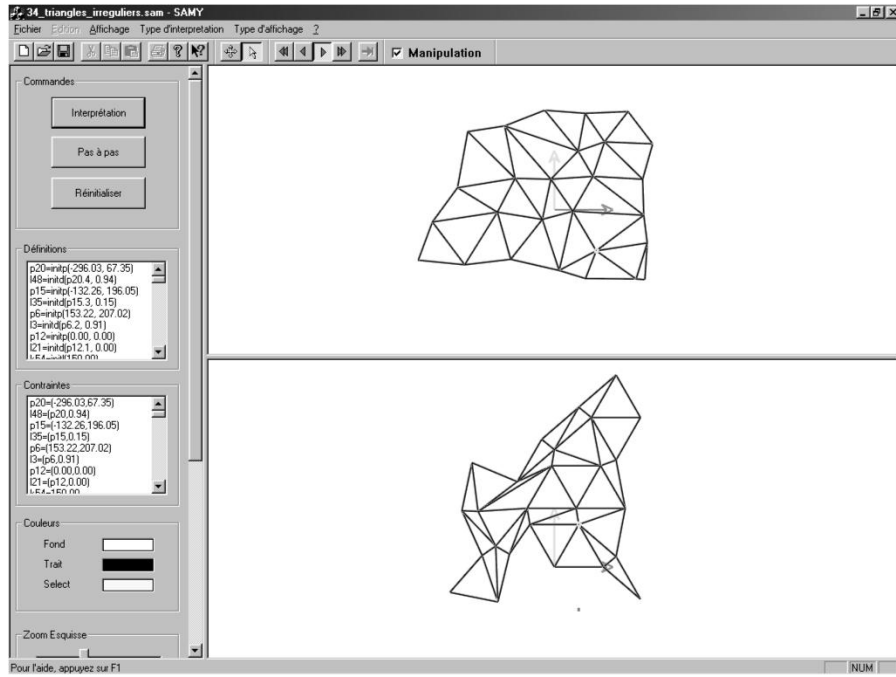 34_triangles_irreguliers.sam - SAMY
Fichier Edition Affichage Type d'interpretation Type d'affichage ?
Manipulation
Commandes
Interprétation
Pas à pas
Réinitialiser
Définitions
p20=initp(-296.03, 67.35)
l48=initd(p20.4, 0.94)
p15=initp(-132.26, 196.05)
l35=initd(p15.3, 0.15)
p6=initp(153.22, 207.02)
l3=initd(p6.2, 0.91)
p12=initp(0.00, 0.00)
l21=initd(p12.1, 0.00)
Contraintes
p20=(-296.03,67.35)
l48=(p20,0.94)
p15=(-132.26,196.05)
l35=(p15,0.15)
p6=(153.22,207.02)
l3=(p6,0.91)
p12=(0.00,0.00)
l21=(p12,0.00)
Couleurs
Fond
Trait
Select
Zoom Esquisse
Pour l'aide, appuyez sur F1
NUM